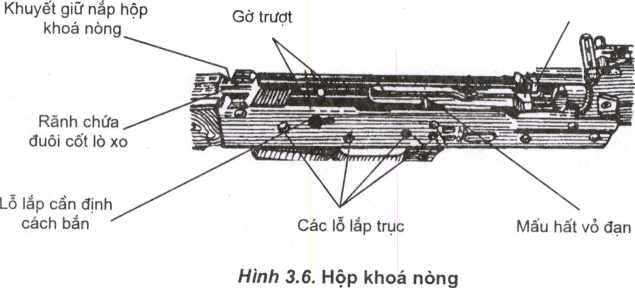 Khuyết giữ nắp hộp
khoá nòng
Gờ trượt
Rãnh chứa
đuôi cốt lò xo
Lỗ lắp cần định
cách bắn
Các lỗ lắp trục
Mấu hất vỏ đạn
Hình 3.6. Hộp khoá nòng